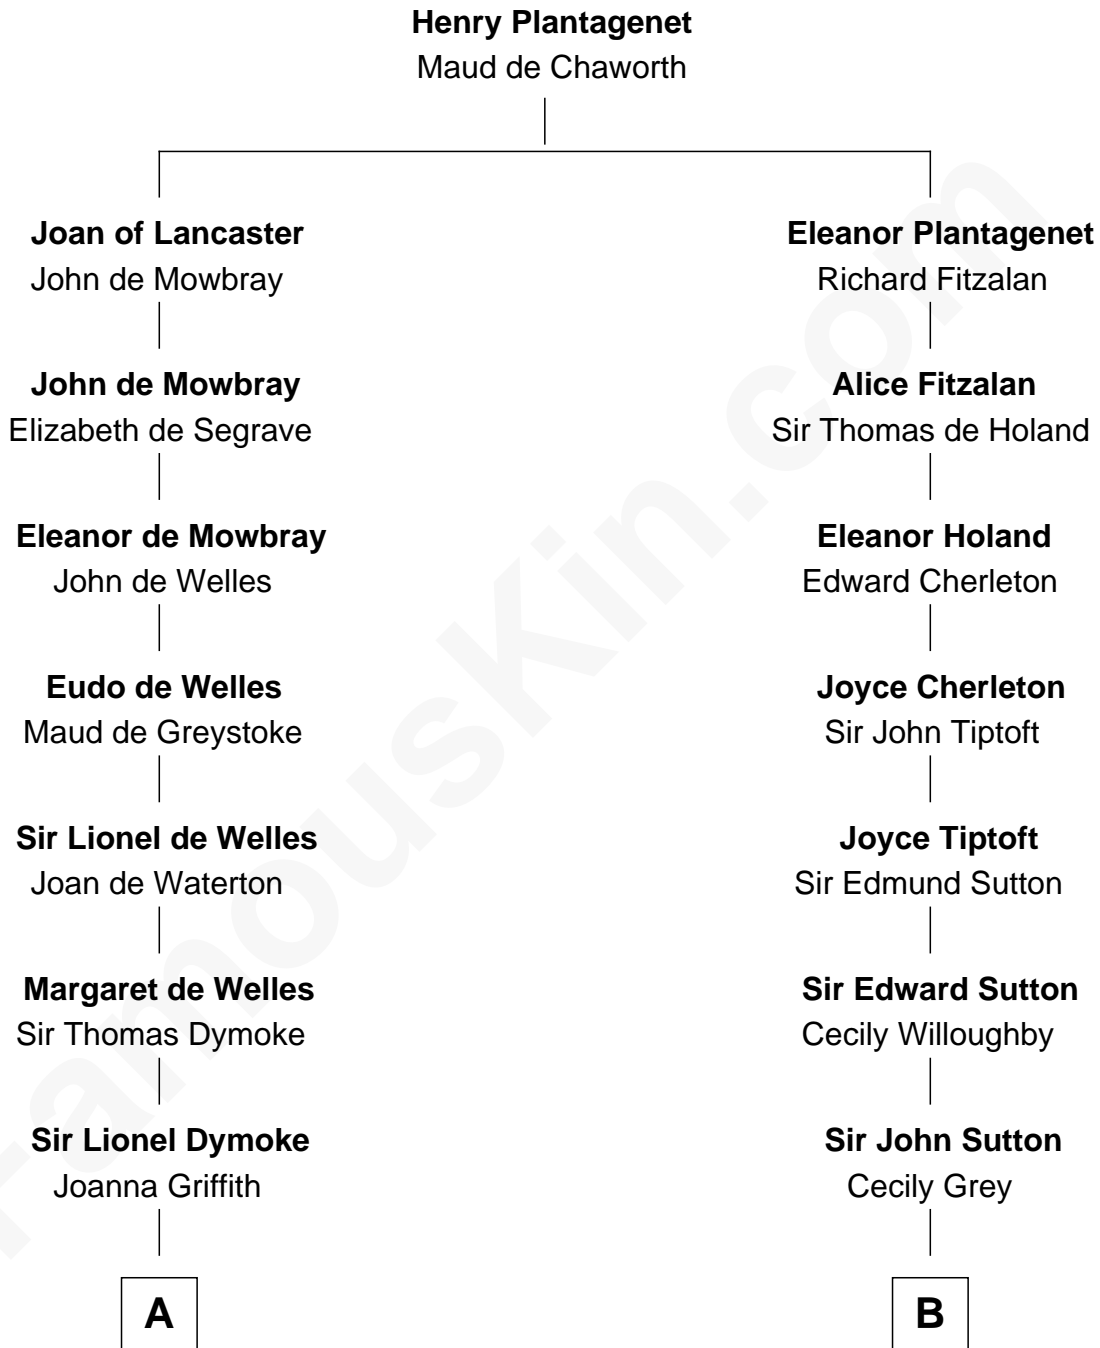 Henry Plantagenet
Maud de Chaworth
Joan of Lancaster
John de Mowbray
Eleanor Plantagenet
Richard Fitzalan
John de Mowbray
Elizabeth de Segrave
Alice Fitzalan
Sir Thomas de Holand
Eleanor de Mowbray
John de Welles
Eleanor Holand
Edward Cherleton
Eudo de Welles
Maud de Greystoke
Joyce Cherleton
Sir John Tiptoft
Sir Lionel de Welles
Joan de Waterton
Joyce Tiptoft
Sir Edmund Sutton
Margaret de Welles
Sir Thomas Dymoke
Sir Edward Sutton
Cecily Willoughby
Sir Lionel Dymoke
Joanna Griffith
Sir John Sutton
Cecily Grey
A
B
FamousKin.com